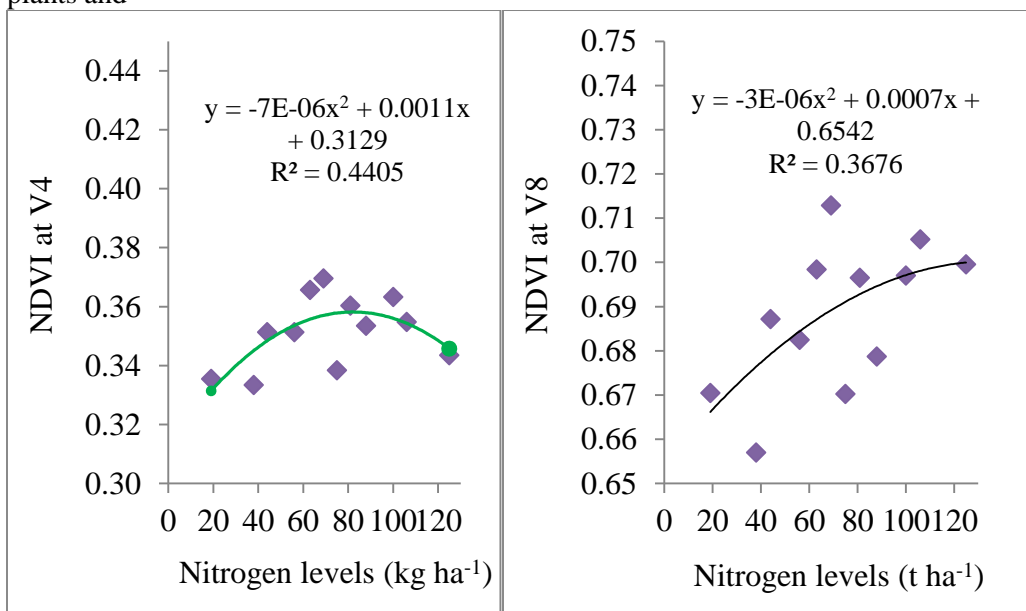 plants and
0.44
0.42
0.40
0.38
0.36
0.34
0.32
0.30
NDVI at V4
y = -7E-06x² + 0.0011x
+ 0.3129
R² = 0.4405
0 20 40 60 80 100 120
Nitrogen levels (kg ha⁻¹)
0.75
0.74
0.73
0.72
0.71
0.70
0.69
0.68
0.67
0.66
0.65
NDVI at V8
y = -3E-06x² + 0.0007x +
0.6542
R² = 0.3676
0 20 40 60 80 100 120
Nitrogen levels (t ha⁻¹)